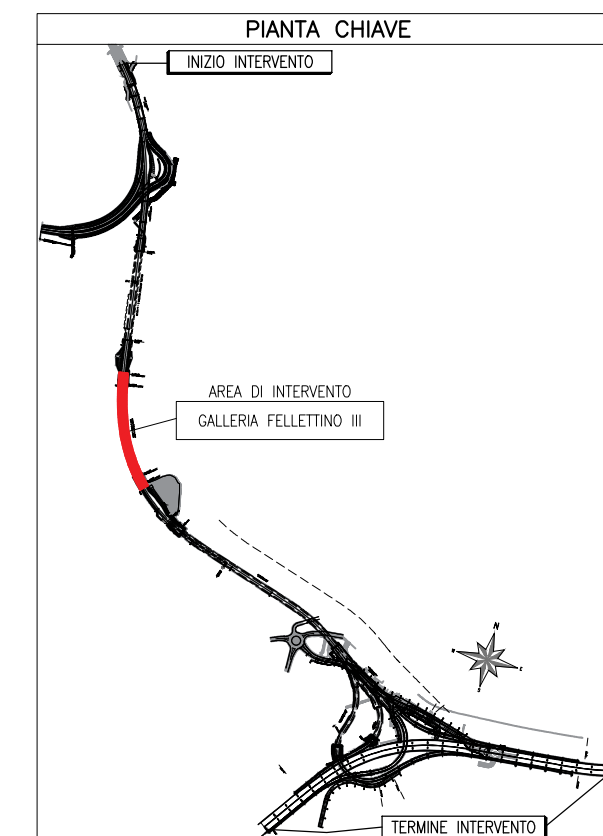 PIANTA CHIAVE
INIZIO INTERVENTO
AREA DI INTERVENTO
GALLERIA FELLETTINO III
N
E
S
TERMINE INTERVENTO